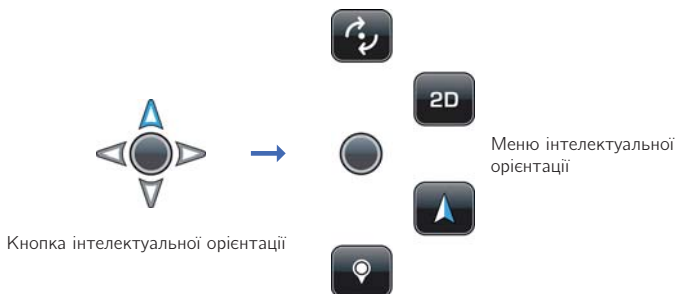 2D
Меню інтелектуальної
орієнтації
Кнопка інтелектуальної орієнтації